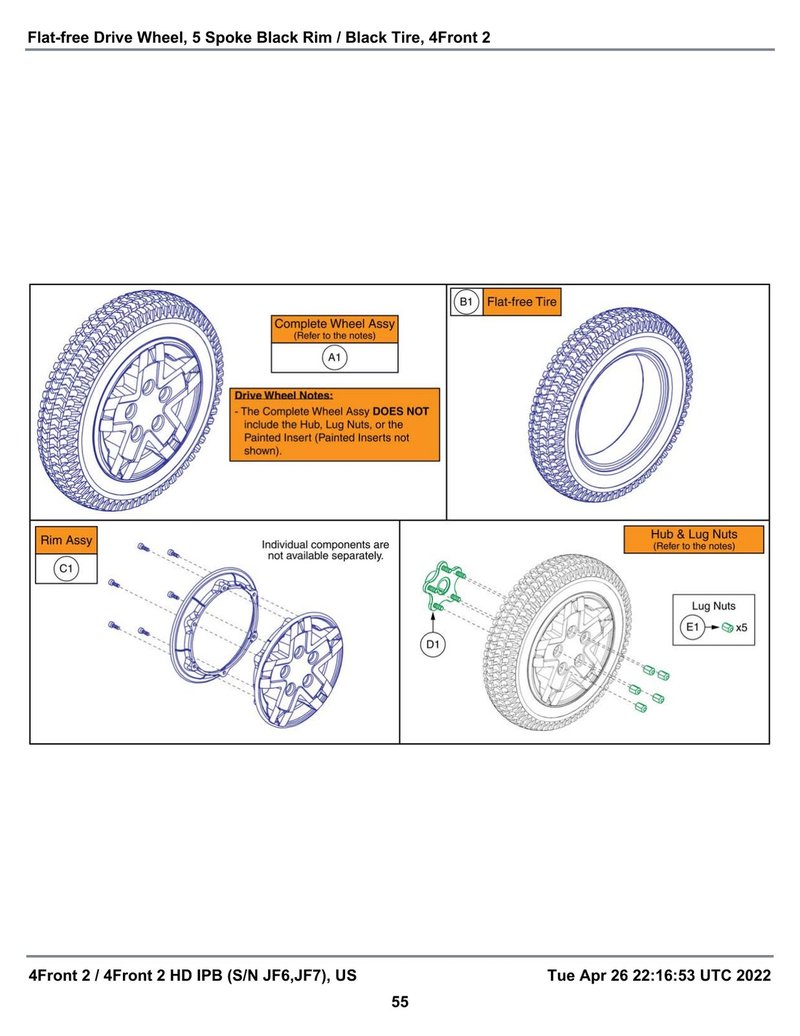 Flat-free Drive Wheel, 5 Spoke Black Rim / Black Tire, 4Front 2
Complete Wheel Assy
(Refer to the notes)
A1
Drive Wheel Notes:
- The Complete Wheel Assy DOES NOT
include the Hub, Lug Nuts, or the
Painted Insert (Painted Inserts not
shown).
B1 Flat-free Tire
Rim Assy
C1
Individual components are
not available separately.
Hub & Lug Nuts
(Refer to the notes)
Lug Nuts
E1 x5
D1
4Front 2 / 4Front 2 HD IPB (S/N JF6,JF7), US
Tue Apr 26 22:16:53 UTC 2022
55